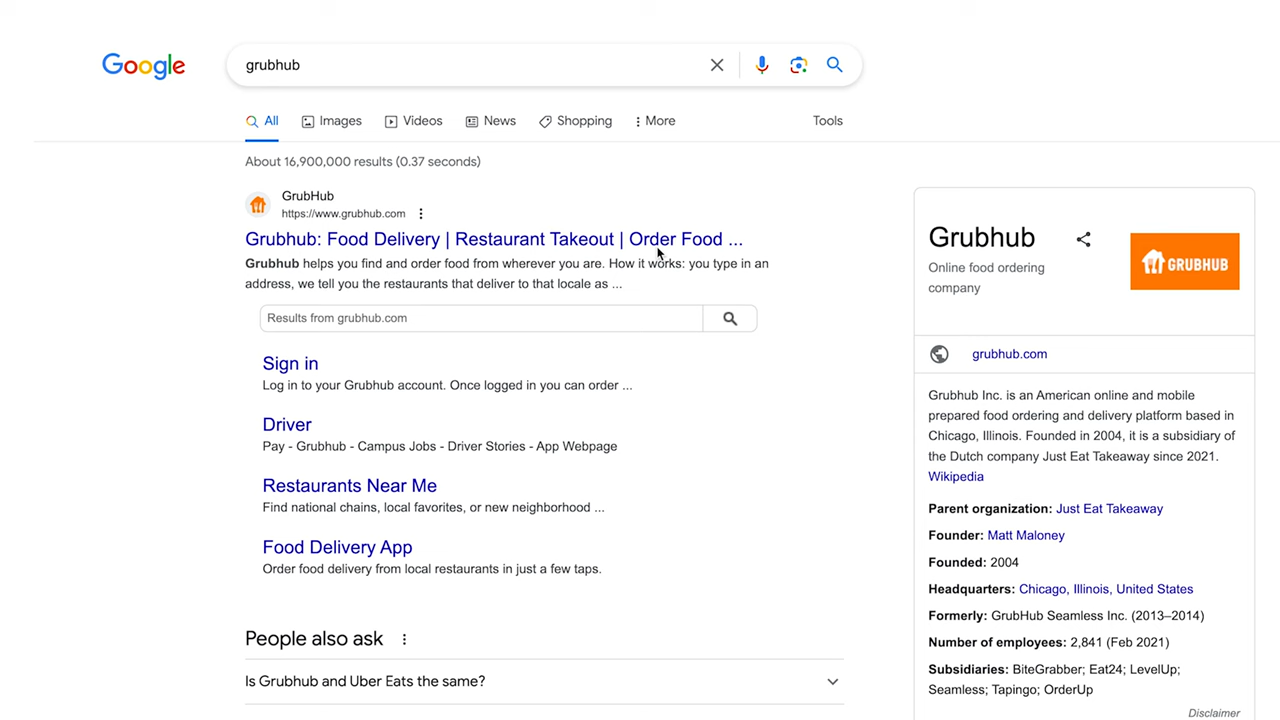 Google
grubhub
All
Images
Videos
News
Shopping
More
Tools
About 16,900,000 results (0.37 seconds)
GrubHub
https://www.grubhub.com
Grubhub: Food Delivery | Restaurant Takeout | Order Food ...
Grubhub helps you find and order food from wherever you are. How it works: you type in an
address, we tell you the restaurants that deliver to that locale as ...
Results from grubhub.com
Sign in
Log in to your Grubhub account. Once logged in you can order ...
Driver
Pay - Grubhub - Campus Jobs - Driver Stories - App Webpage
Restaurants Near Me
Find national chains, local favorites, or new neighborhood ...
Food Delivery App
Order food delivery from local restaurants in just a few taps.
People also ask
Is Grubhub and Uber Eats the same?
Grubhub
Online food ordering
company
GRUBHUB
grubhub.com
Grubhub Inc. is an American online and mobile
prepared food ordering and delivery platform based in
Chicago, Illinois. Founded in 2004, it is a subsidiary of
the Dutch company Just Eat Takeaway since 2021.
Wikipedia
Parent organization: Just Eat Takeaway
Founder: Matt Maloney
Founded: 2004
Headquarters: Chicago, Illinois, United States
Formerly: GrubHub Seamless Inc. (2013–2014)
Number of employees: 2,841 (Feb 2021)
Subsidiaries: BiteGrabber; Eat24; LevelUp;
Seamless; Tapingo; OrderUp
Disclaimer